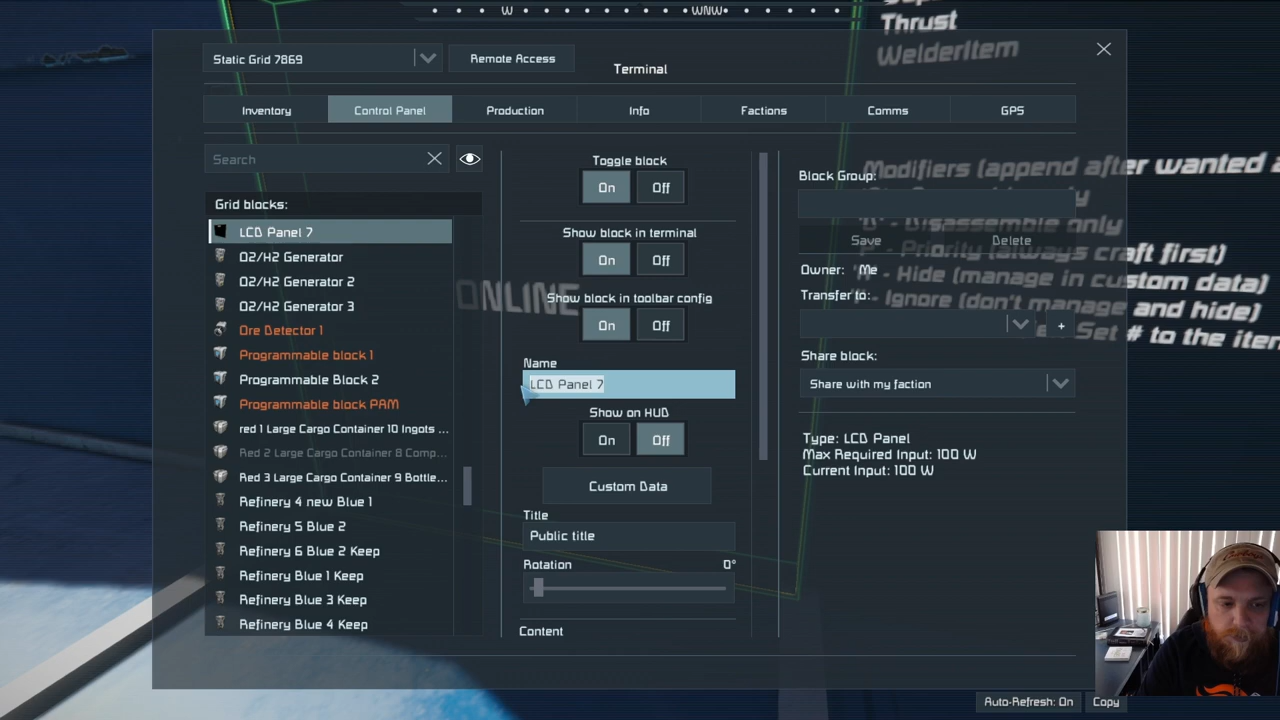 W
WNW
Thrust
WelderItem
Static Grid 7869
Remote Access
Terminal
Inventory
Control Panel
Production
Info
Factions
Comms
GPS
Search
Grid blocks:
LCD Panel 7
O2/H2 Generator
O2/H2 Generator 2
O2/H2 Generator 3
Ore Detector 1
Programmable block 1
Programmable Block 2
Programmable block PAM
red 1 Large Cargo Container 10 Ingots ...
Red 2 Large Cargo Container 8 Comp...
Red 3 Large Cargo Container 9 Bottle...
Refinery 4 new Blue 1
Refinery 5 Blue 2
Refinery 6 Blue 2 Keep
Refinery Blue 1 Keep
Refinery Blue 3 Keep
Refinery Blue 4 Keep
Toggle block
On Off
Show block in terminal
On Off
Show block in toolbar config
On Off
ONLINE
Name
LCD Panel 7
Show on HUD
On Off
Custom Data
Title
Public title
Rotation 0°
Content
Block Group:
Save Delete
Owner: Me
Transfer to:
+
Share block:
Share with my faction
Type: LCD Panel
Max Required Input: 100 W
Current Input: 100 W
Modifiers (append after wanted a
only
- Disassemble only
- Priority (always craft first)
- Hide (manage in custom data)
- Ignore (don't manage and hide)
Set # to the iter
Auto-Refresh: On
Copy